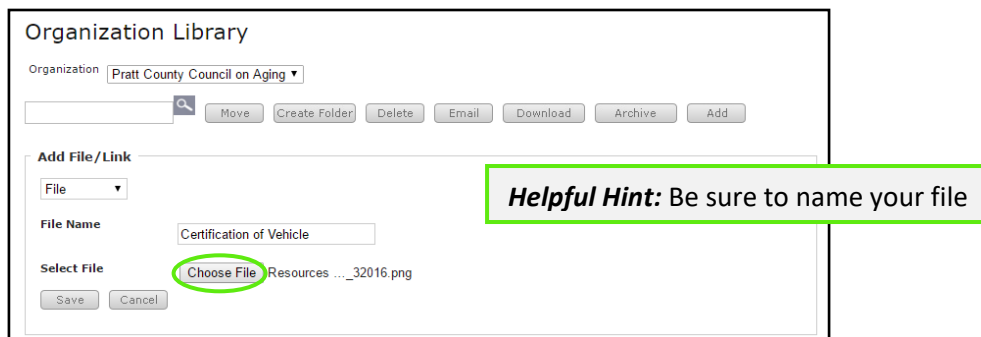 Organization Library
Organization Pratt County Council on Aging
Move Create Folder Delete Email Download Archive Add
Add File/Link
File
Helpful Hint: Be sure to name your file
File Name Certification of Vehicle
Select File Choose File Resources ..._32016.png
Save Cancel